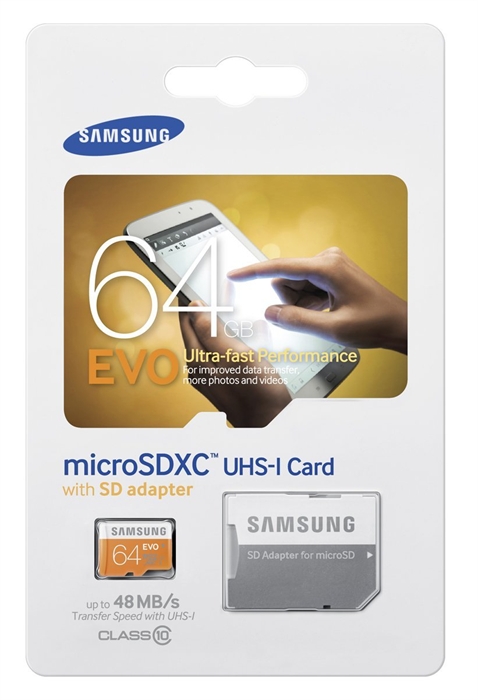 SAMSUNG
64GB
EVO
Ultra-fast Performance
For improved data transfer,
more photos and videos
microSDXC™ UHS-I Card
with SD adapter
SAMSUNG
64 EVO
SAMSUNG
SD Adapter for microSD
up to 48 MB/s
Transfer Speed with UHS-I
CLASS 10